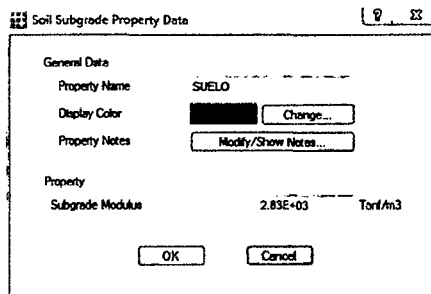 Soil Subgrade Property Data
General Data
Property Name SUELO
Display Color Change...
Property Notes Modify/Show Notes...
Property
Subgrade Modulus 2.83E+03 Tonf/m3
OK Cancel